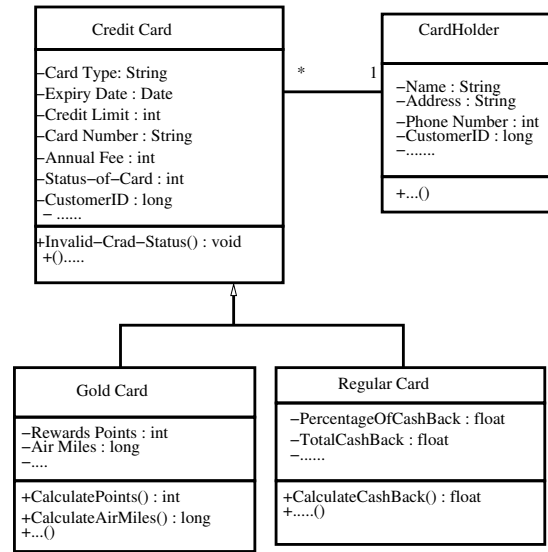 Credit Card
−Card Type: String
−Expiry Date : Date
−Credit Limit : int
−Card Number : String
−Annual Fee : int
−Status−of−Card : int
−CustomerID : long
− ......
+Invalid−Crad−Status() : void
+().....
* 1
CardHolder
−Name : String
−Address : String
−Phone Number : int
−CustomerID : long
−.......
+...()
Gold Card
−Rewards Points : int
−Air Miles : long
−....
+CalculatePoints() : int
+CalculateAirMiles() : long
+...()
Regular Card
−PercentageOfCashBack : float
−TotalCashBack : float
−......
+CalculateCashBack() : float
+.....()